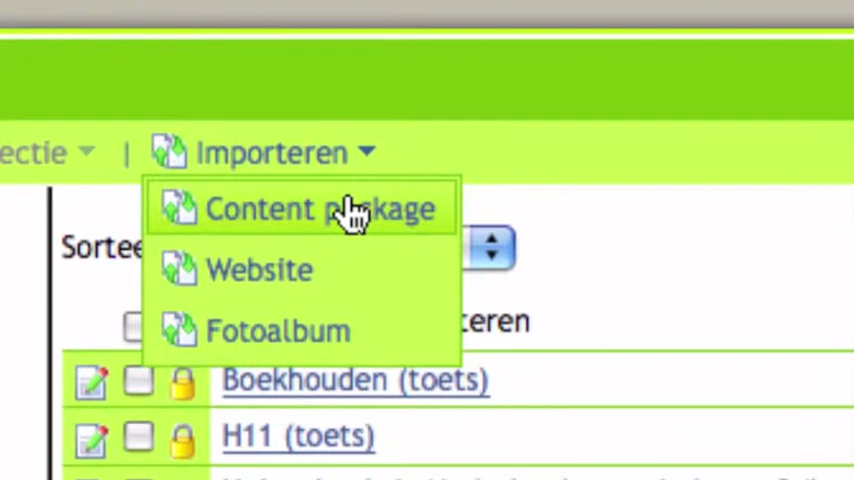 ectie | Importeren
Content package
Sortee
Website
Fotoalbum
teren
Boekhouden (toets)
H11 (toets)